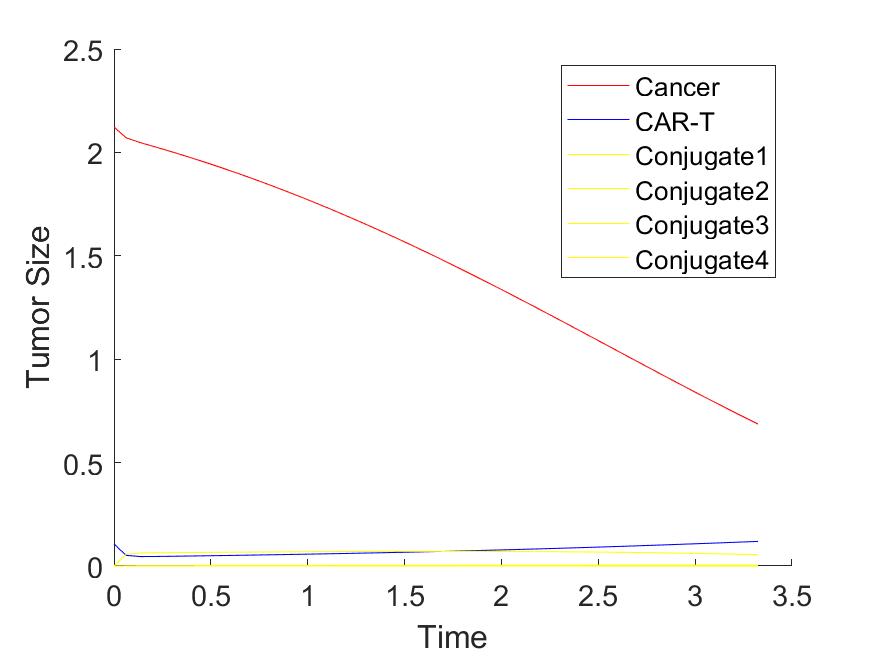 2.5
2
1.5
1
0.5
0
Tumor Size
Cancer
CAR-T
Conjugate1
Conjugate2
Conjugate3
Conjugate4
0 0.5 1 1.5 2 2.5 3 3.5
Time